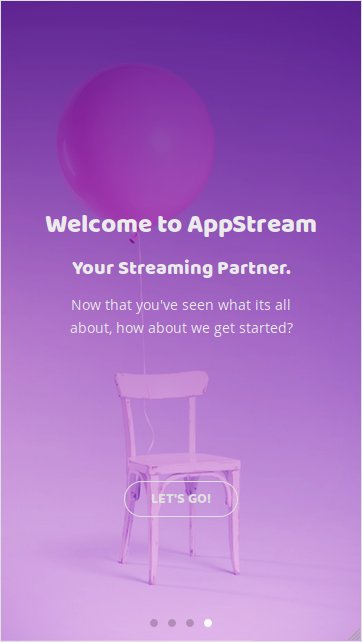 Welcome to AppStream
Your Streaming Partner.
Now that you've seen what its all
about, how about we get started?
LET'S GO!